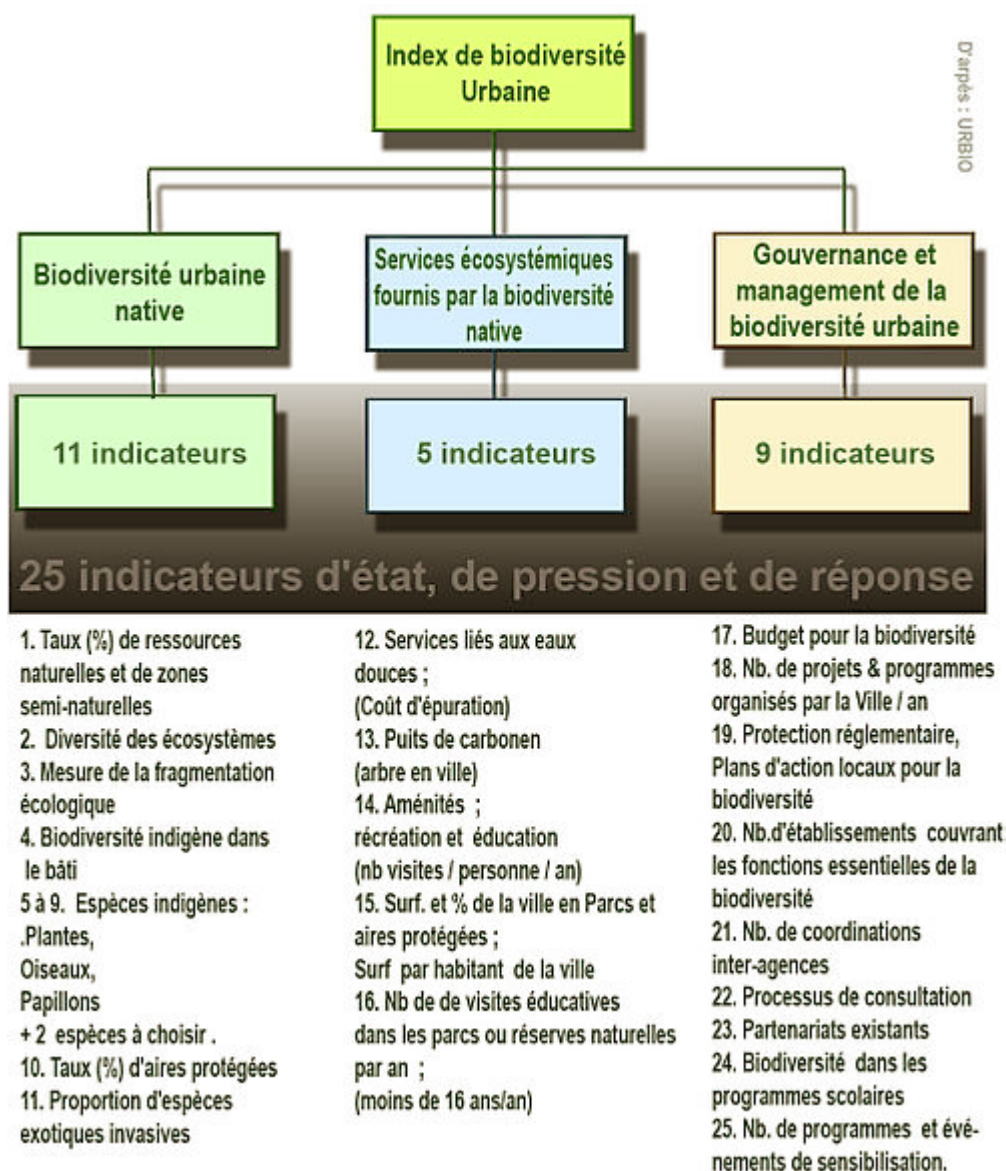 Index de biodiversité
Urbaine
D'arpès : URBIO
Biodiversité urbaine
native
Services écosystémiques
fournis par la biodiversité
native
Gouvernance et
management de la
biodiversité urbaine
11 indicateurs
5 indicateurs
9 indicateurs
25 indicateurs d'état, de pression et de réponse
1. Taux (%) de ressources
naturelles et de zones
semi-naturelles
2. Diversité des écosystèmes
3. Mesure de la fragmentation
écologique
4. Biodiversité indigène dans
le bâti
5 à 9. Espèces indigènes :
.Plantes,
Oiseaux,
Papillons
+ 2 espèces à choisir .
10. Taux (%) d'aires protégées
11. Proportion d'espèces
exotiques invasives
12. Services liés aux eaux
douces ;
(Coût d'épuration)
13. Puits de carbonen
(arbre en ville)
14. Aménités ;
récréation et éducation
(nb visites / personne / an)
15. Surf. et % de la ville en Parcs et
aires protégées ;
Surf par habitant de la ville
16. Nb de de visites éducatives
dans les parcs ou réserves naturelles
par an ;
(moins de 16 ans/an)
17. Budget pour la biodiversité
18. Nb. de projets & programmes
organisés par la Ville / an
19. Protection réglementaire,
Plans d'action locaux pour la
biodiversité
20. Nb.d'établissements couvrant
les fonctions essentielles de la
biodiversité
21. Nb. de coordinations
inter-agences
22. Processus de consultation
23. Partenariats existants
24. Biodiversité dans les
programmes scolaires
25. Nb. de programmes et évé-
nements de sensibilisation.